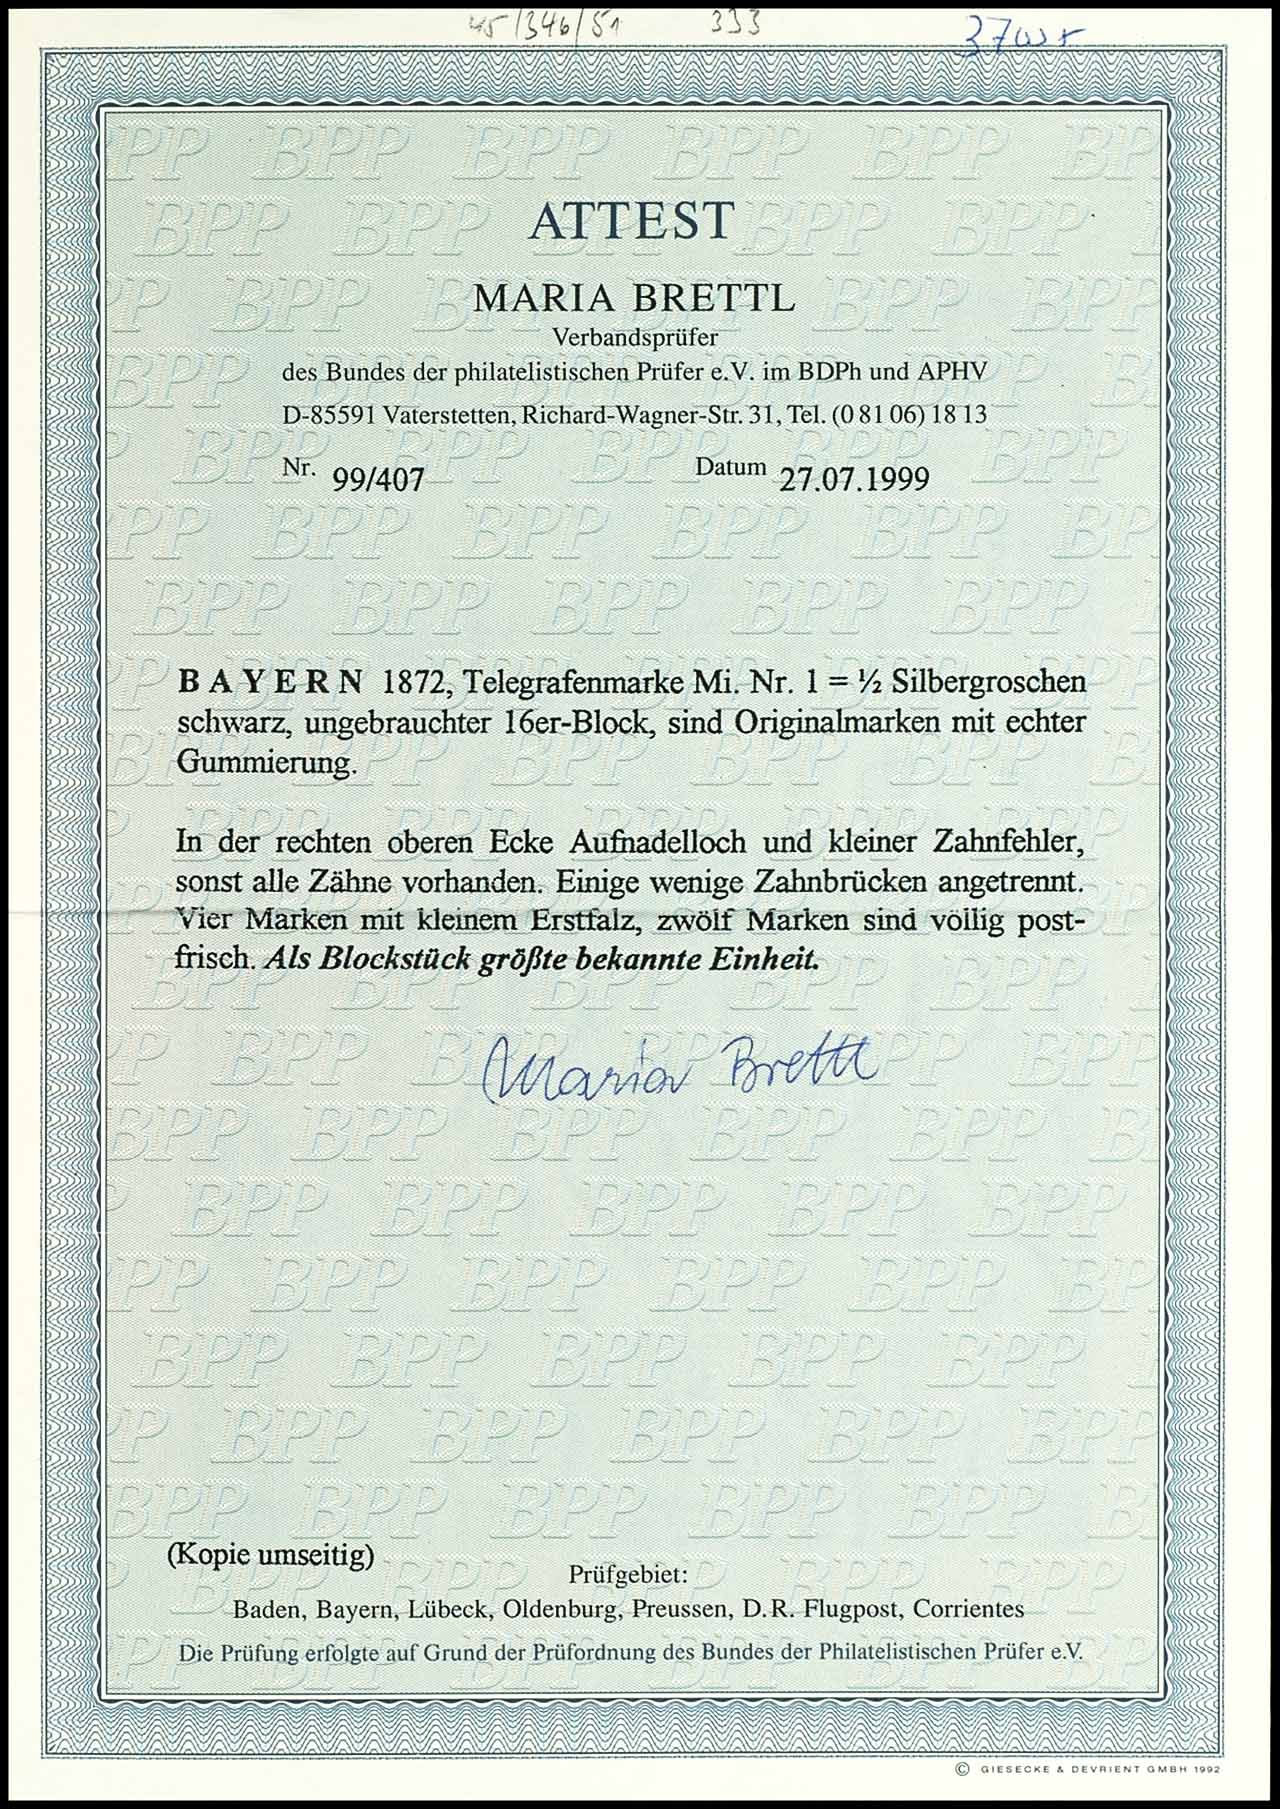 45/346/51 333
ATTEST
MARIA BRETTL
Verbandsprüfer
des Bundes der philatelistischen Prüfer e.V. im BDPh und APHV
D-85591 Vaterstetten, Richard-Wagner-Str. 31, Tel. (0 81 06) 18 13
Nr. 99/407 Datum 27.07.1999
BAYERN 1872, Telegrafenmarke Mi. Nr. 1 = ½ Silbergroschen
schwarz, ungebrauchter 16er-Block, sind Originalmarken mit echter
Gummierung.
In der rechten oberen Ecke Aufnadelloch und kleiner Zahnfehler,
sonst alle Zähne vorhanden. Einige wenige Zahnbrücken angetrennt.
Vier Marken mit kleinem Erstfalz, zwölf Marken sind völlig post-
frisch. Als Blockstück größte bekannte Einheit.
Maria Brettl
(Kopie umseitig)
Prüfgebiet:
Baden, Bayern, Lübeck, Oldenburg, Preussen, D.R. Flugpost, Corrientes
Die Prüfung erfolgte auf Grund der Prüfordnung des Bundes der Philatelistischen Prüfer e.V.
© GIESECKE & DEVRIENT GMBH 1992